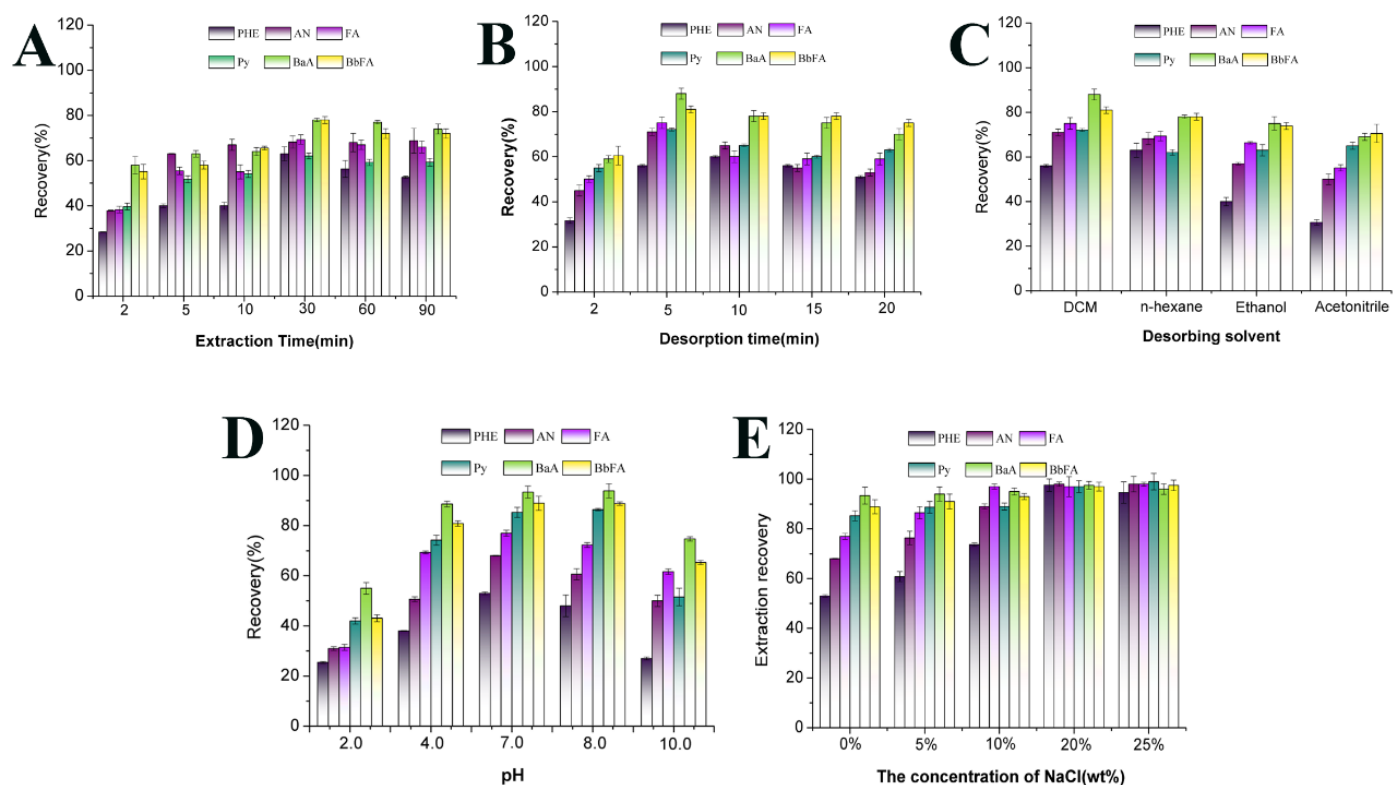 A
PHE AN FA
Py BaA BbFA
Recovery(%)
120
100
80
60
40
20
0
2 5 10 30 60 90
Extraction Time(min)
B
PHE AN FA
Py BaA BbFA
Recovery(%)
120
100
80
60
40
20
0
2 5 10 15 20
Desorption time(min)
C
PHE AN FA
Py BaA BbFA
Recovery(%)
120
100
80
60
40
20
0
DCM n-hexane Ethanol Acetonitrile
Desorbing solvent
D
PHE AN FA
Py BaA BbFA
Recovery(%)
120
100
80
60
40
20
0
2.0 4.0 7.0 8.0 10.0
pH
E
PHE AN FA
Py BaA BbFA
Extraction recovery
120
100
80
60
40
20
0
0% 5% 10% 20% 25%
The concentration of NaCl(wt%)